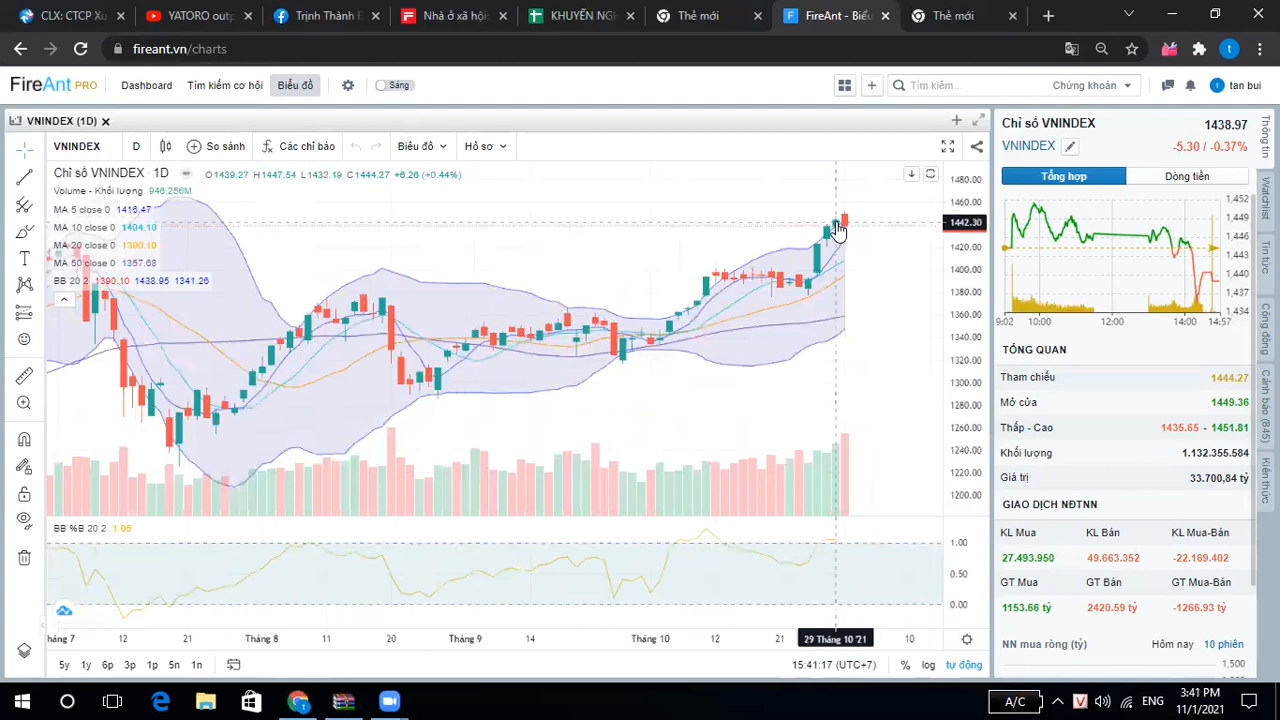 CLX: CTCP Xu
YATORO outp
Trịnh Thành Đ
Nhà ở xã hội:
KHUYẾN NGH
Thẻ mới
FireAnt - Biểu
Thẻ mới
fireant.vn/charts
FireAnt PRO
Dashboard
Tìm kiếm cơ hội
Biểu đồ
Sáng
Tìm kiếm...
Chứng khoán
tan bui
VNINDEX (1D)
VNINDEX
D
So sánh
Các chỉ báo
Biểu đồ
Hồ sơ
Chỉ số VNINDEX · 1D
O 1439.27 H 1447.54 L 1432.19 C 1444.27 +6.26 (+0.44%)
Volume - Khối lượng 946.256M
MA 5 close 0 1416.47
MA 10 close 0 1404.10
MA 20 close 0 1390.10
MA 50 close 0 1357.68
BB 20 2 1390.10 1438.95 1341.26
1480.00
1460.00
1442.30
1420.00
1400.00
1380.00
1360.00
1340.00
1320.00
1300.00
1280.00
1260.00
1240.00
1220.00
1200.00
BB %B 20 2 1.05
1.00
0.50
0.00
háng 7
12
21
Tháng 8
11
20
Tháng 9
14
Tháng 10
12
21
29 Tháng 10 '21
10
5y 1y 6p 3p 1p 5n 1n
15:41:17 (UTC+7)
%
log
tự động
Chỉ số VNINDEX
1438.97
VNINDEX
-5.30 / -0.37%
Tổng hợp
Dòng tiền
1,452
1,449
1,446
1,443
1,440
1,437
1,434
9:02
10:00
12:00
14:00
14:57
TỔNG QUAN
Tham chiếu 1444.27
Mở cửa 1449.36
Thấp - Cao 1435.65 - 1451.81
Khối lượng 1.132.355.584
Giá trị 33.700,84 tỷ
GIAO DỊCH NĐTNN
KL Mua KL Bán KL Mua-Bán
27.493.950 49.663.352 -22.169.402
GT Mua GT Bán GT Mua-Bán
1153.66 tỷ 2420.59 tỷ -1266.93 tỷ
NN mua ròng (tỷ)
Hôm nay
10 phiên
1,500
Thông tin
Watchlist
Tin tức
Cộng đồng
Cảnh báo (845)
Kiến thức
A/C
V
ENG
3:41 PM
11/1/2021